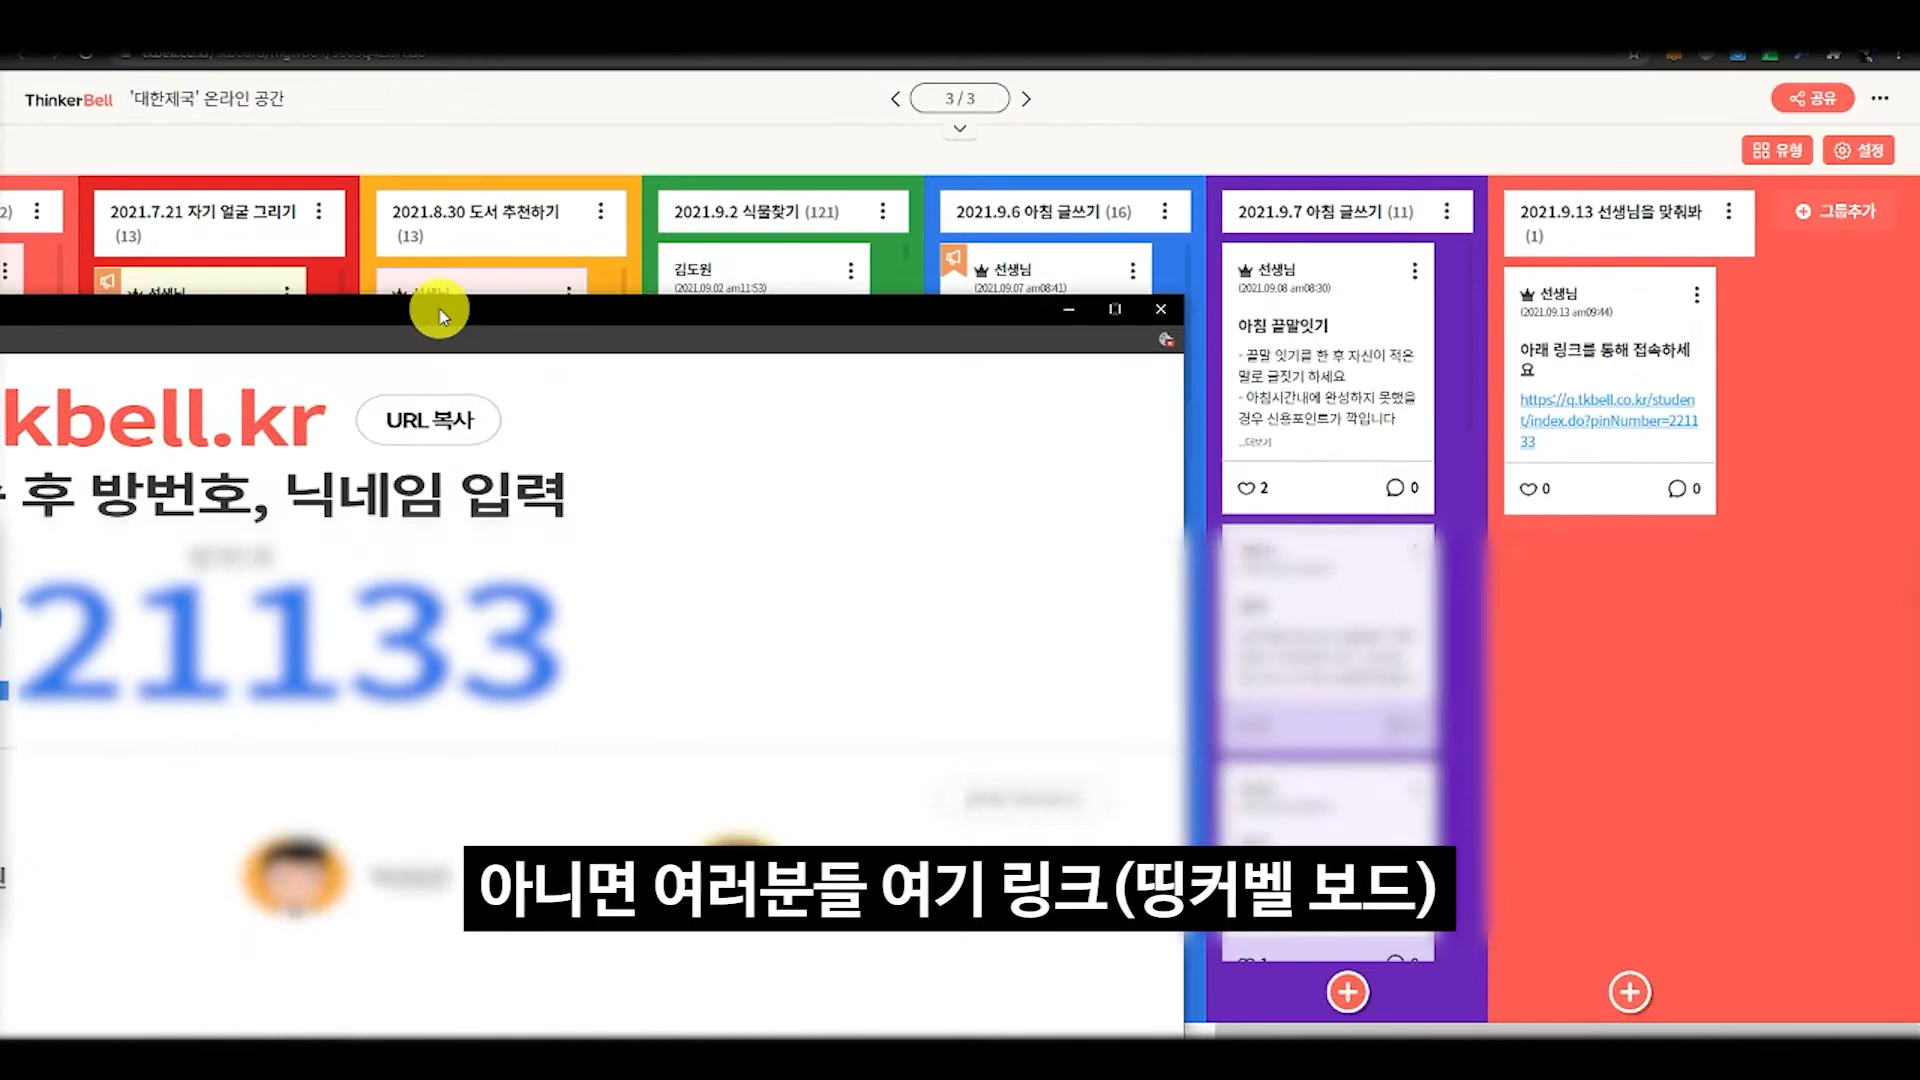 ThinkerBell
'대한제국' 온라인 공간
3 / 3
공유
유형
설정
2)
2021.7.21 자기 얼굴 그리기
(13)
선생님
2021.8.30 도서 추천하기
(13)
선생님
2021.9.2 식물찾기 (121)
김도원
(2021.09.02 am11:53)
2021.9.6 아침 글쓰기 (16)
선생님
(2021.09.07 am08:41)
2021.9.7 아침 글쓰기 (11)
선생님
(2021.09.08 am08:30)
아침 끝말잇기
- 끝말 잇기를 한 후 자신이 적은
말로 글짓기 하세요
- 아침시간내에 완성하지 못했을
경우 신용포인트가 깎입니다
...더보기
2
0
2021.9.13 선생님을 맞춰봐
(1)
선생님
(2021.09.13 am09:44)
아래 링크를 통해 접속하세
요
https://q.tkbell.co.kr/studen
t/index.do?pinNumber=2211
33
0
0
그룹추가
kbell.kr
URL 복사
후 방번호, 닉네임 입력
21133
아니면 여러분들 여기 링크(띵커벨 보드)